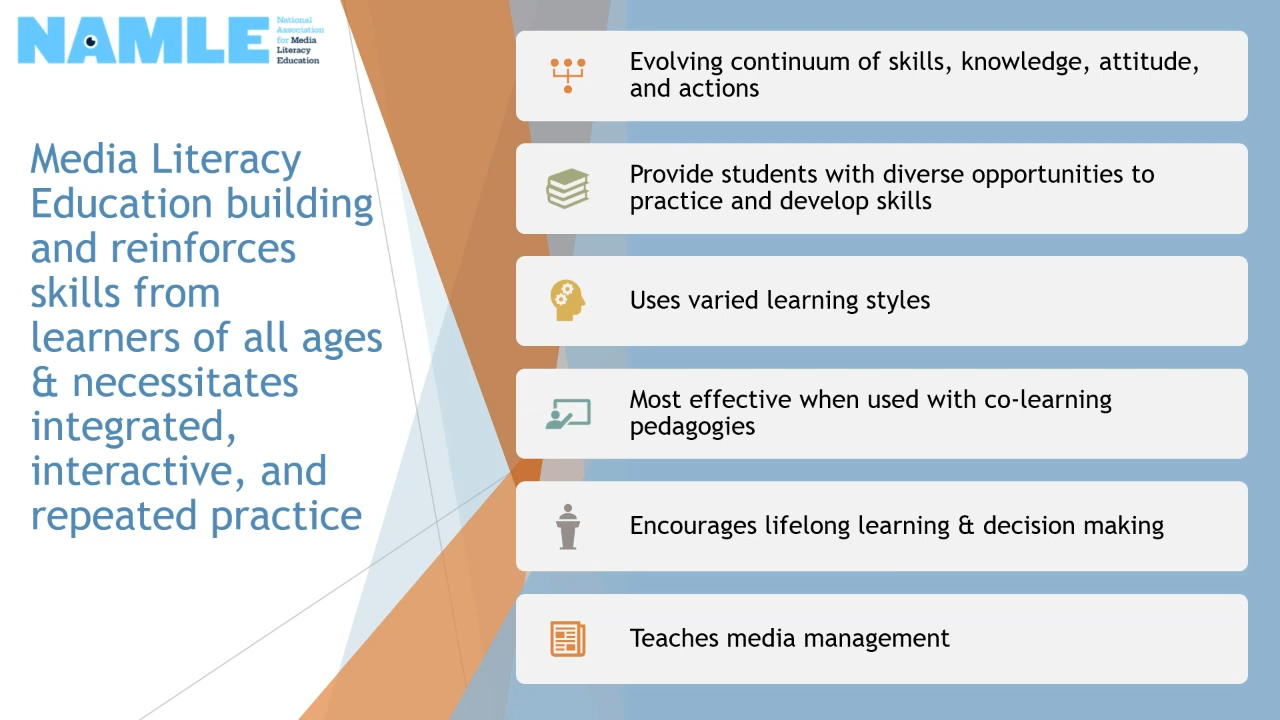 NAMLE
National
Association
for Media
Literacy
Education
Media Literacy
Education building
and reinforces
skills from
learners of all ages
& necessitates
integrated,
interactive, and
repeated practice
Evolving continuum of skills, knowledge, attitude,
and actions
Provide students with diverse opportunities to
practice and develop skills
Uses varied learning styles
Most effective when used with co-learning
pedagogies
Encourages lifelong learning & decision making
Teaches media management